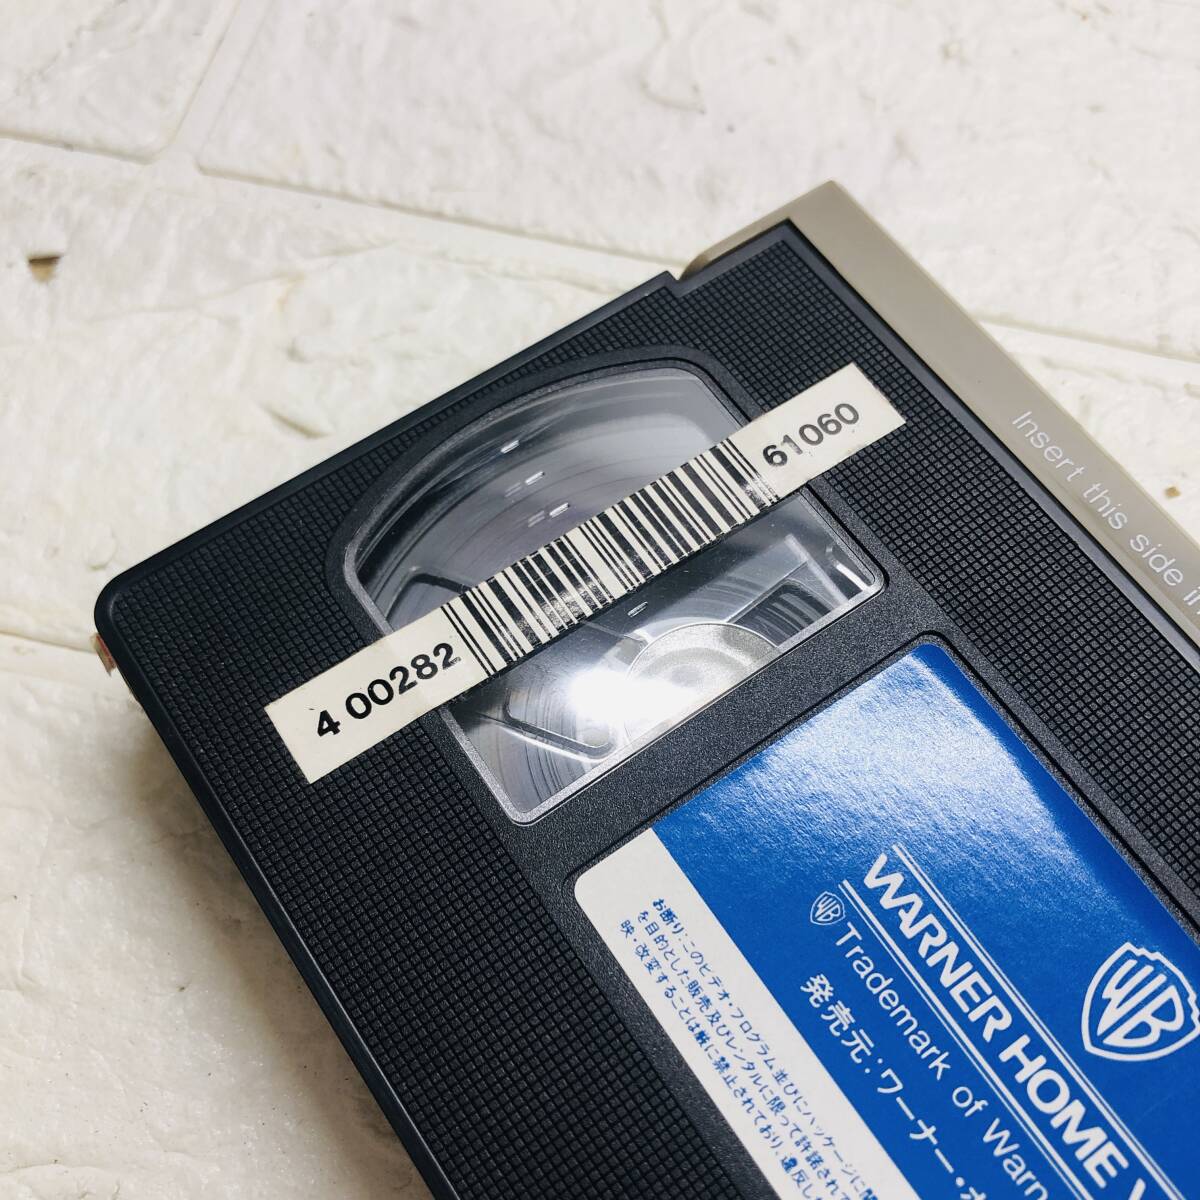 4 00282 61060
Insert this side
WARNER HOME
WB
WB Trademark of Warn
発売元:ワーナー・
お断り:このビデオ・プログラム並びにパッケージに
を目的とした販売及びレンタルに限って許諾されて
映・改変することは厳に禁止されており、違反し